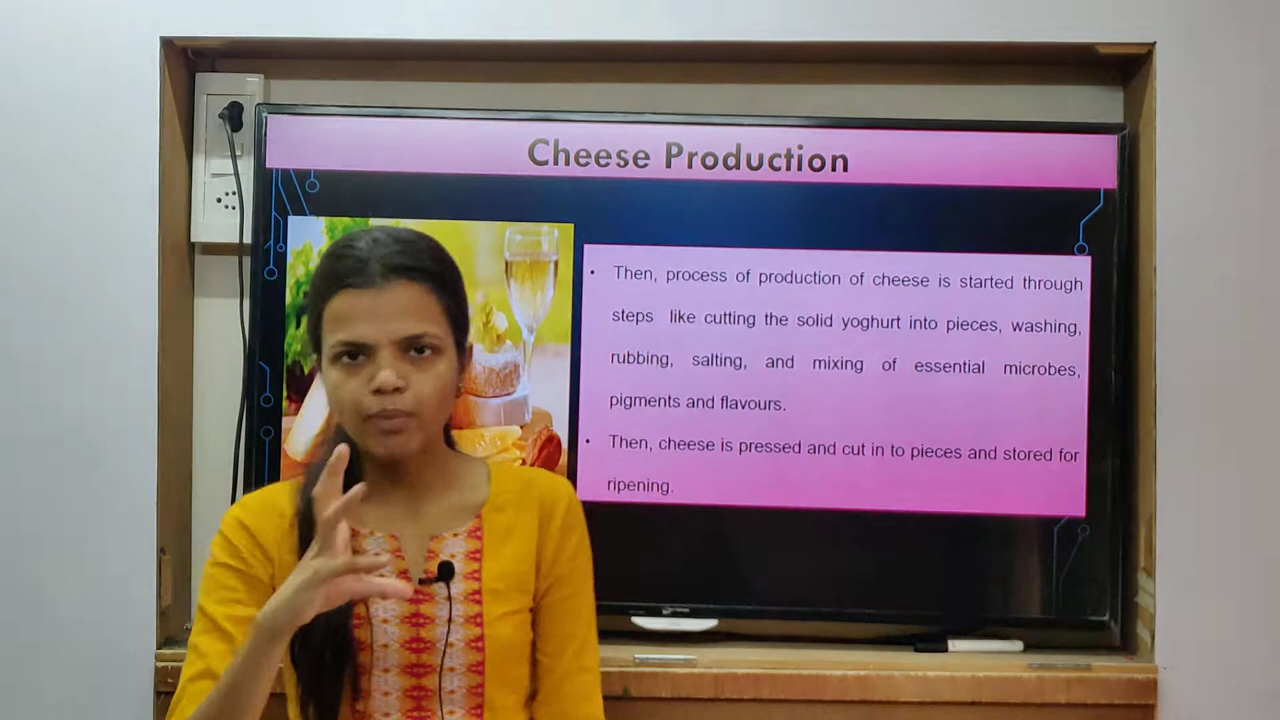 Cheese Production
• Then, process of production of cheese is started through
steps like cutting the solid yoghurt into pieces, washing,
rubbing, salting, and mixing of essential microbes,
pigments and flavours.
• Then, cheese is pressed and cut in to pieces and stored for
ripening.